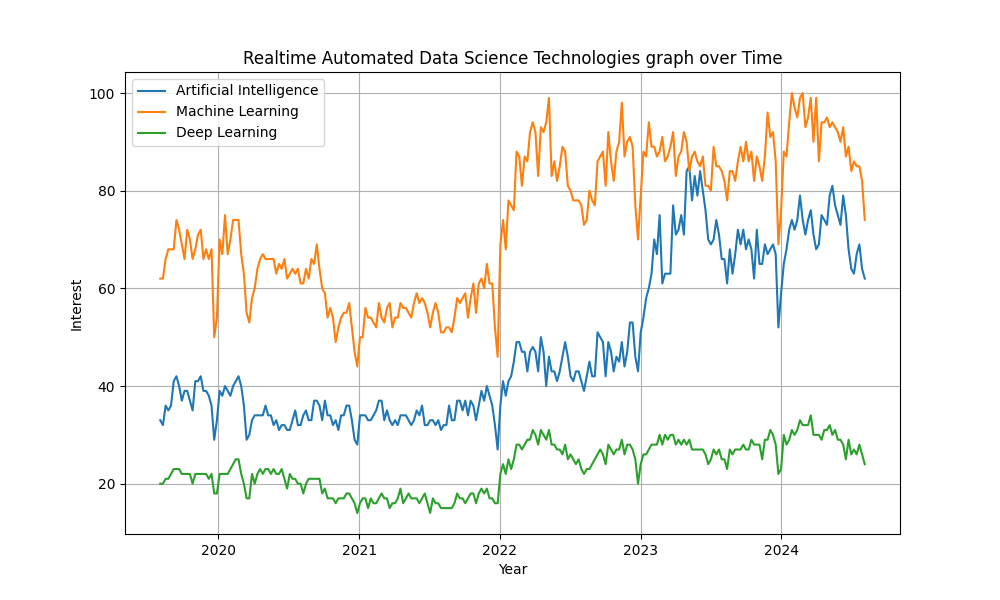 Realtime Automated Data Science Technologies graph over Time
Artificial Intelligence
Machine Learning
Deep Learning
100
80
60
40
20
Interest
2020 2021 2022 2023 2024
Year